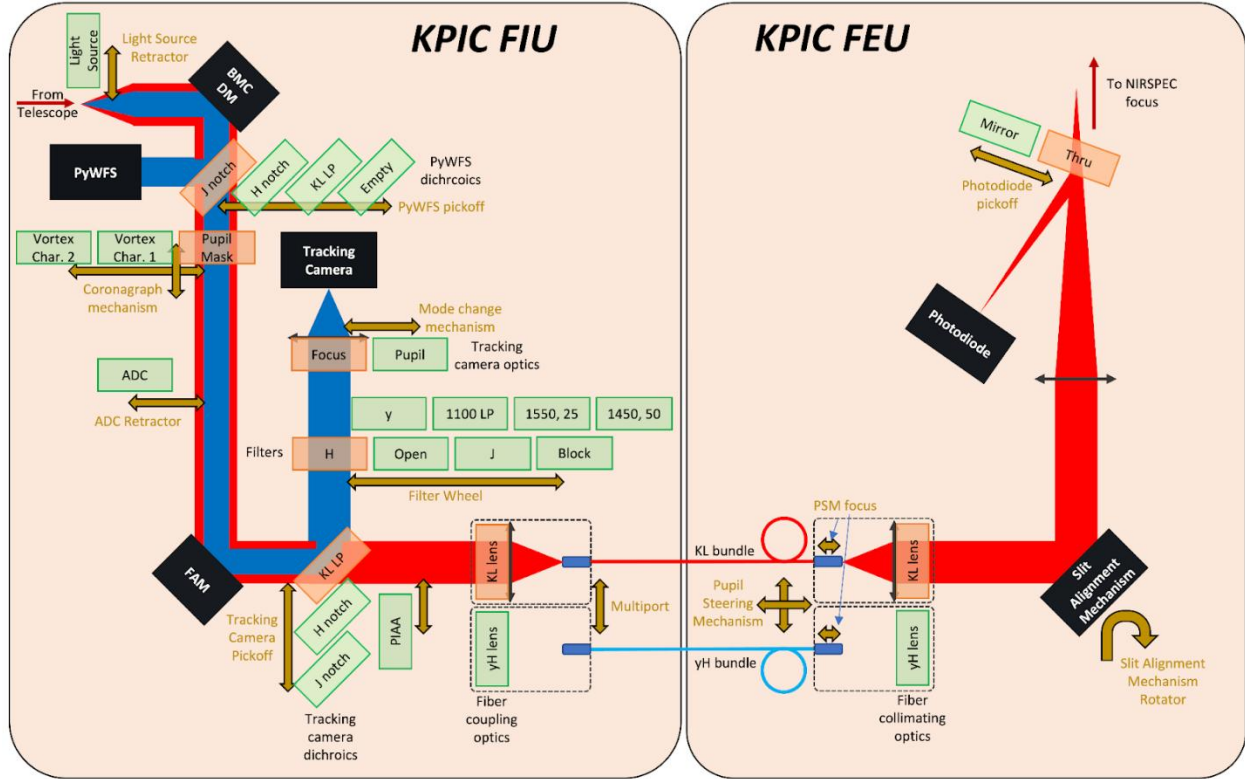 KPIC FIU
Light
Source
Light Source
Retractor
BMC
DM
From
Telescope
PyWFS
J notch
H notch
KL LP
Empty
PyWFS
dichrcoics
PyWFS pickoff
Vortex
Char. 2
Vortex
Char. 1
Pupil
Mask
Coronagraph
mechanism
Tracking
Camera
Mode change
mechanism
Focus
Pupil
Tracking
camera optics
ADC
ADC Retractor
y
1100 LP
1550, 25
1450, 50
Filters
H
Open
J
Block
Filter Wheel
FAM
KL LP
H notch
J notch
Tracking
Camera
Pickoff
Tracking
camera
dichroics
PIAA
KL lens
yH lens
Fiber
coupling
optics
Multiport
KPIC FEU
To NIRSPEC
focus
Mirror
Thru
Photodiode
pickoff
Photodiode
PSM focus
KL bundle
Pupil
Steering
Mechanism
yH bundle
KL lens
yH lens
Fiber
collimating
optics
Slit
Alignment
Mechanism
Slit Alignment
Mechanism
Rotator